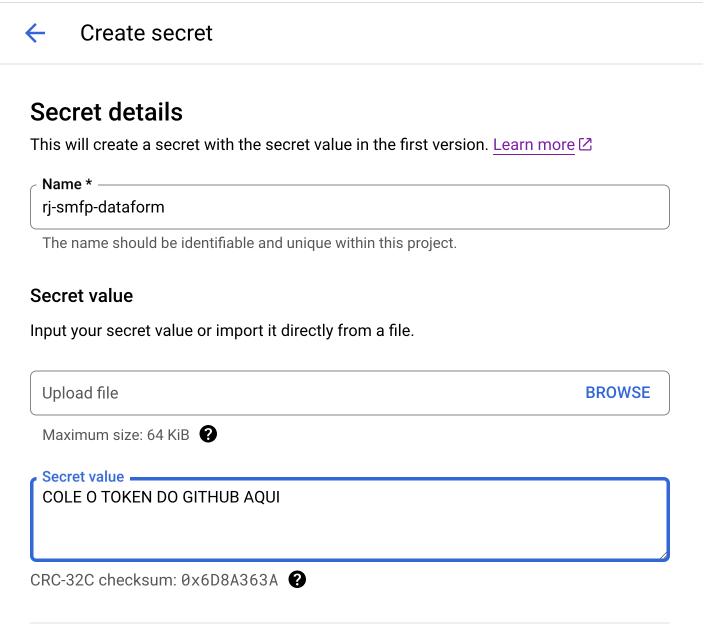 Create secret
Secret details
This will create a secret with the secret value in the first version. Learn more
Name *
rj-smfp-dataform
The name should be identifiable and unique within this project.
Secret value
Input your secret value or import it directly from a file.
Upload file
BROWSE
Maximum size: 64 KiB ?
Secret value
COLE O TOKEN DO GITHUB AQUI
CRC-32C checksum: 0x6D8A363A ?